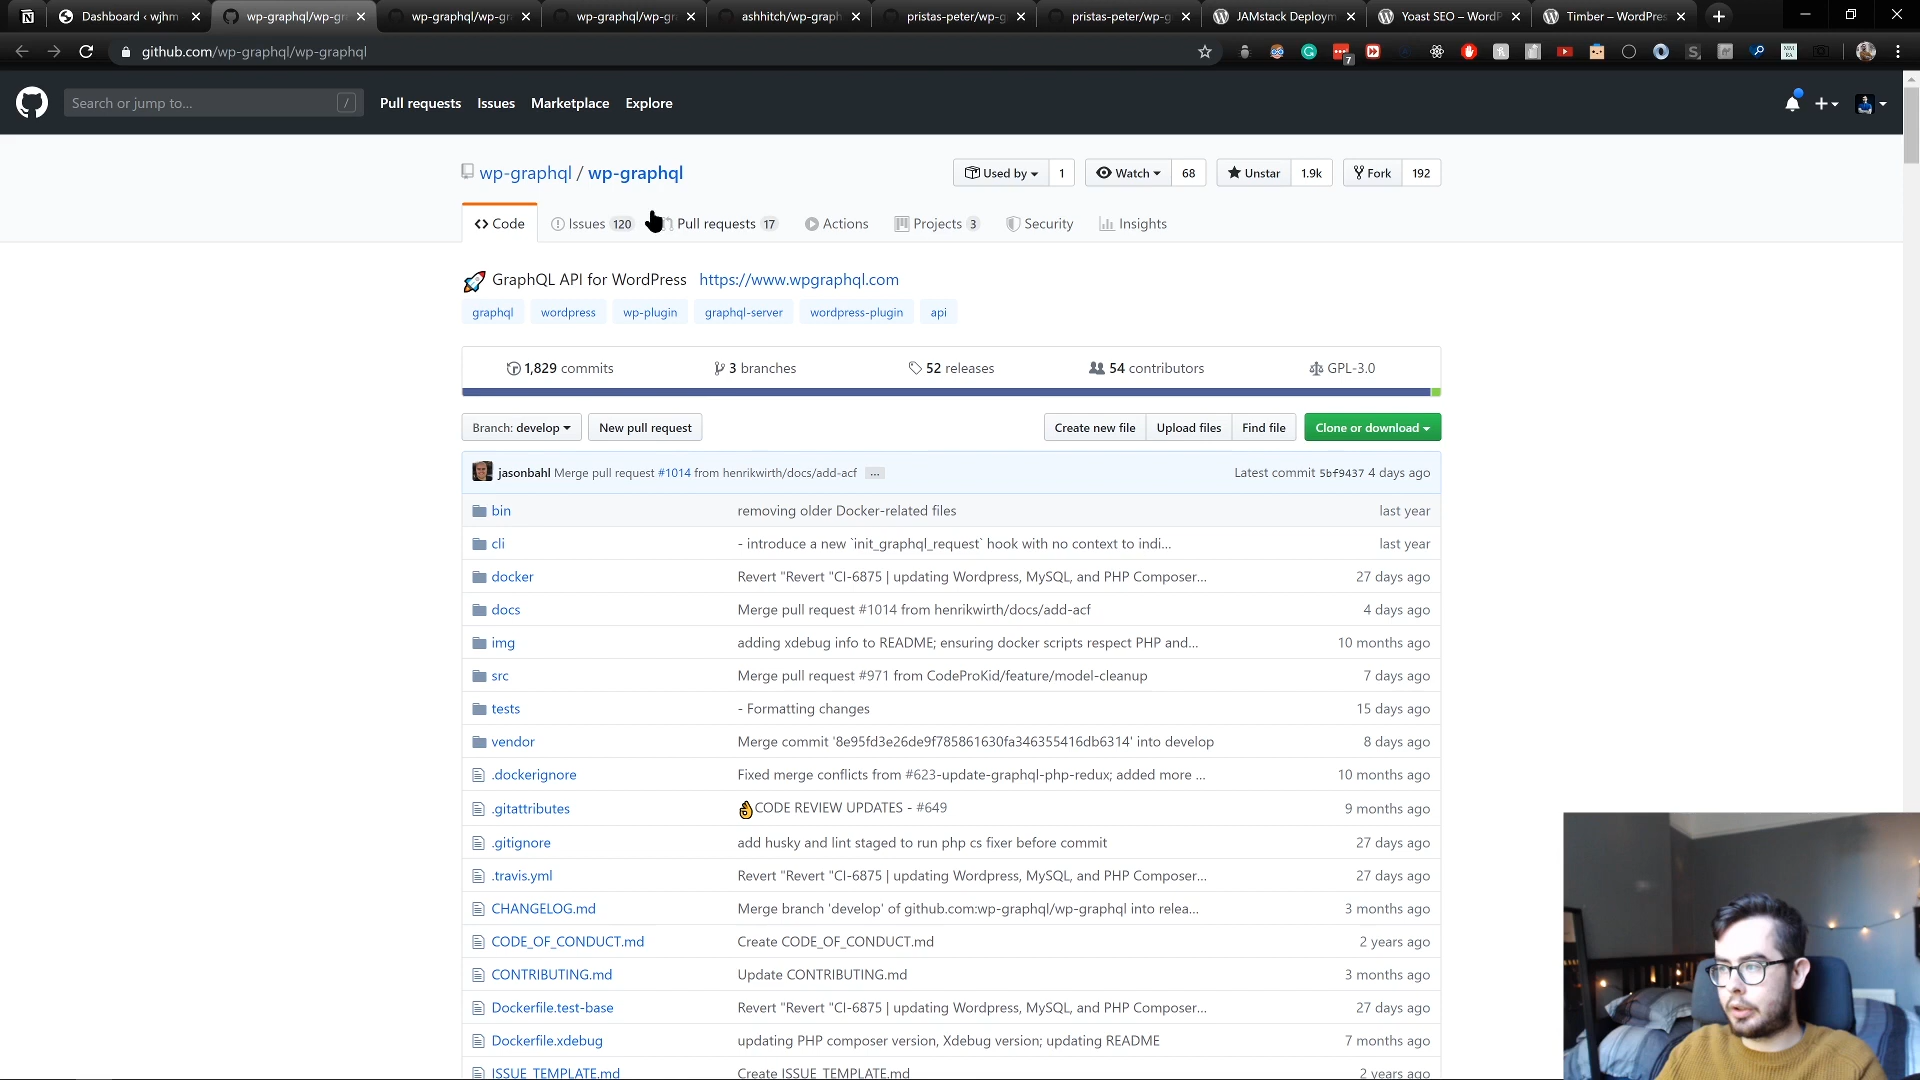 Dashboard ‹ wjhm
wp-graphql/wp-gr
wp-graphql/wp-gr
wp-graphql/wp-gr
ashhitch/wp-graph
pristas-peter/wp-g
pristas-peter/wp-g
JAMstack Deploym
Yoast SEO – WordP
Timber – WordPres
github.com/wp-graphql/wp-graphql
7
Search or jump to...
/
Pull requests
Issues
Marketplace
Explore
wp-graphql / wp-graphql
Used by 1
Watch 68
Unstar 1.9k
Fork 192
Code
Issues 120
Pull requests 17
Actions
Projects 3
Security
Insights
GraphQL API for WordPress https://www.wpgraphql.com
graphql wordpress wp-plugin graphql-server wordpress-plugin api
1,829 commits
3 branches
52 releases
54 contributors
GPL-3.0
Branch: develop
New pull request
Create new file
Upload files
Find file
Clone or download
jasonbahl Merge pull request #1014 from henrikwirth/docs/add-acf ... Latest commit 5bf9437 4 days ago
bin removing older Docker-related files last year
cli - introduce a new `init_graphql_request` hook with no context to indi... last year
docker Revert "Revert "CI-6875 | updating Wordpress, MySQL, and PHP Composer... 27 days ago
docs Merge pull request #1014 from henrikwirth/docs/add-acf 4 days ago
img adding xdebug info to README; ensuring docker scripts respect PHP and... 10 months ago
src Merge pull request #971 from CodeProKid/feature/model-cleanup 7 days ago
tests - Formatting changes 15 days ago
vendor Merge commit '8e95fd3e26de9f785861630fa346355416db6314' into develop 8 days ago
.dockerignore Fixed merge conflicts from #623-update-graphql-php-redux; added more ... 10 months ago
.gitattributes 👌CODE REVIEW UPDATES - #649 9 months ago
.gitignore add husky and lint staged to run php cs fixer before commit 27 days ago
.travis.yml Revert "Revert "CI-6875 | updating Wordpress, MySQL, and PHP Composer... 27 days ago
CHANGELOG.md Merge branch 'develop' of github.com:wp-graphql/wp-graphql into relea... 3 months ago
CODE_OF_CONDUCT.md Create CODE_OF_CONDUCT.md 2 years ago
CONTRIBUTING.md Update CONTRIBUTING.md 3 months ago
Dockerfile.test-base Revert "Revert "CI-6875 | updating Wordpress, MySQL, and PHP Composer... 27 days ago
Dockerfile.xdebug updating PHP composer version, Xdebug version; updating README 7 months ago
ISSUE_TEMPLATE.md Create ISSUE_TEMPLATE.md 2 years ago